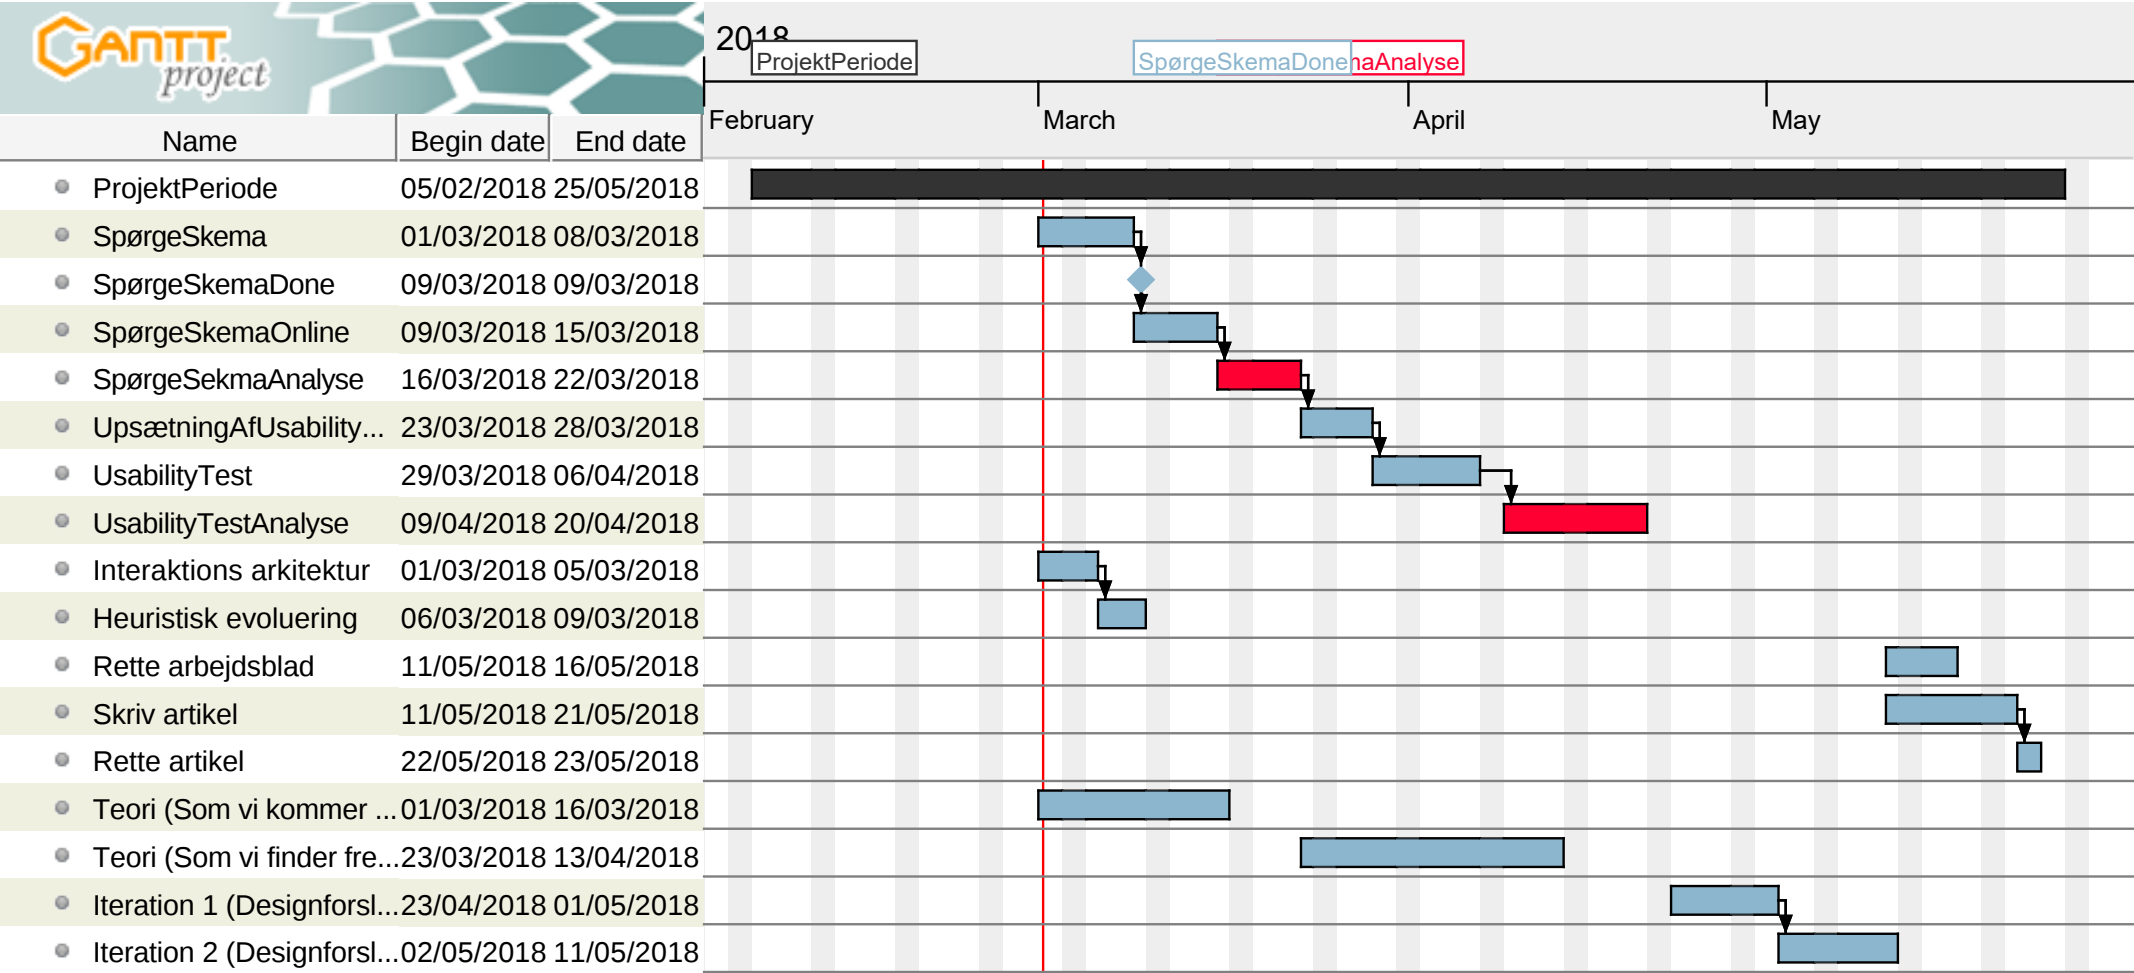 GANTT
project
2018
ProjektPeriode
SpørgeSkemaDone
naAnalyse
February March April May
Name Begin date End date
ProjektPeriode 05/02/2018 25/05/2018
SpørgeSkema 01/03/2018 08/03/2018
SpørgeSkemaDone 09/03/2018 09/03/2018
SpørgeSkemaOnline 09/03/2018 15/03/2018
SpørgeSekmaAnalyse 16/03/2018 22/03/2018
UpsætningAfUsability... 23/03/2018 28/03/2018
UsabilityTest 29/03/2018 06/04/2018
UsabilityTestAnalyse 09/04/2018 20/04/2018
Interaktions arkitektur 01/03/2018 05/03/2018
Heuristisk evoluering 06/03/2018 09/03/2018
Rette arbejdsblad 11/05/2018 16/05/2018
Skriv artikel 11/05/2018 21/05/2018
Rette artikel 22/05/2018 23/05/2018
Teori (Som vi kommer ... 01/03/2018 16/03/2018
Teori (Som vi finder fre... 23/03/2018 13/04/2018
Iteration 1 (Designforsl... 23/04/2018 01/05/2018
Iteration 2 (Designforsl... 02/05/2018 11/05/2018